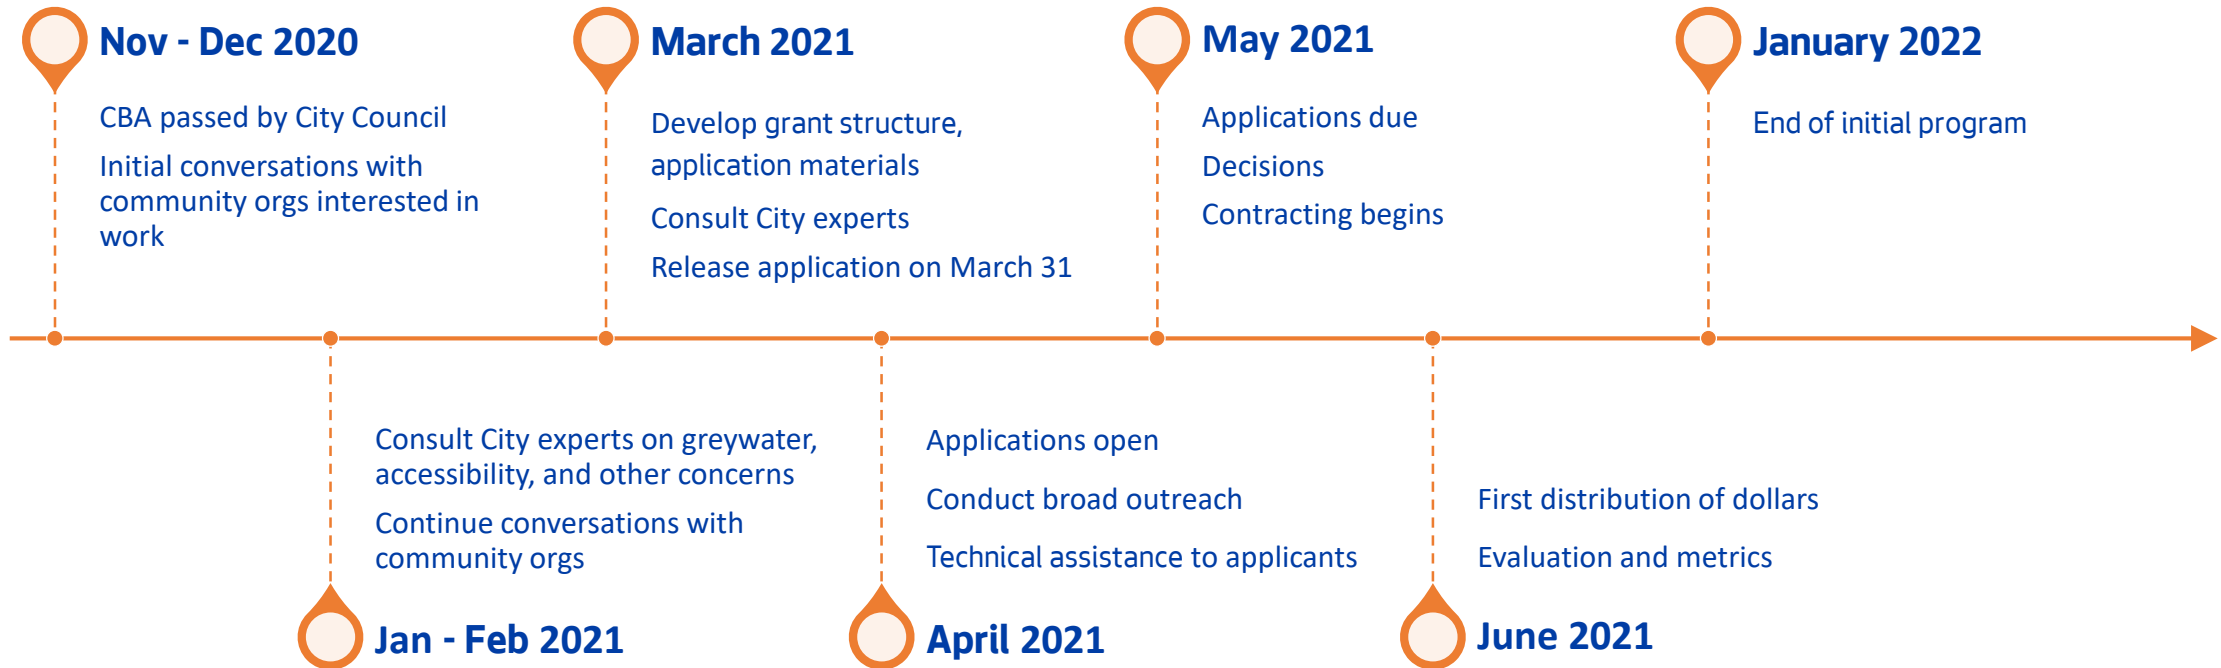 Nov - Dec 2020
CBA passed by City Council
Initial conversations with
community orgs interested in
work
Jan - Feb 2021
Consult City experts on greywater,
accessibility, and other concerns
Continue conversations with
community orgs
March 2021
Develop grant structure,
application materials
Consult City experts
Release application on March 31
April 2021
Applications open
Conduct broad outreach
Technical assistance to applicants
May 2021
Applications due
Decisions
Contracting begins
June 2021
First distribution of dollars
Evaluation and metrics
January 2022
End of initial program